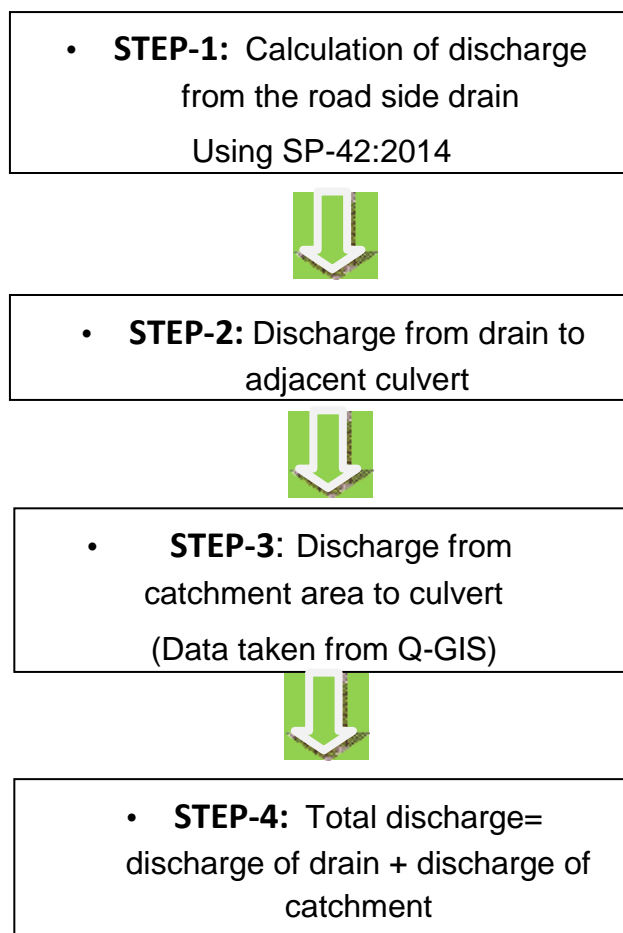 • STEP-1: Calculation of discharge
from the road side drain
Using SP-42:2014
• STEP-2: Discharge from drain to
adjacent culvert
• STEP-3: Discharge from
catchment area to culvert
(Data taken from Q-GIS)
• STEP-4: Total discharge=
discharge of drain + discharge of
catchment